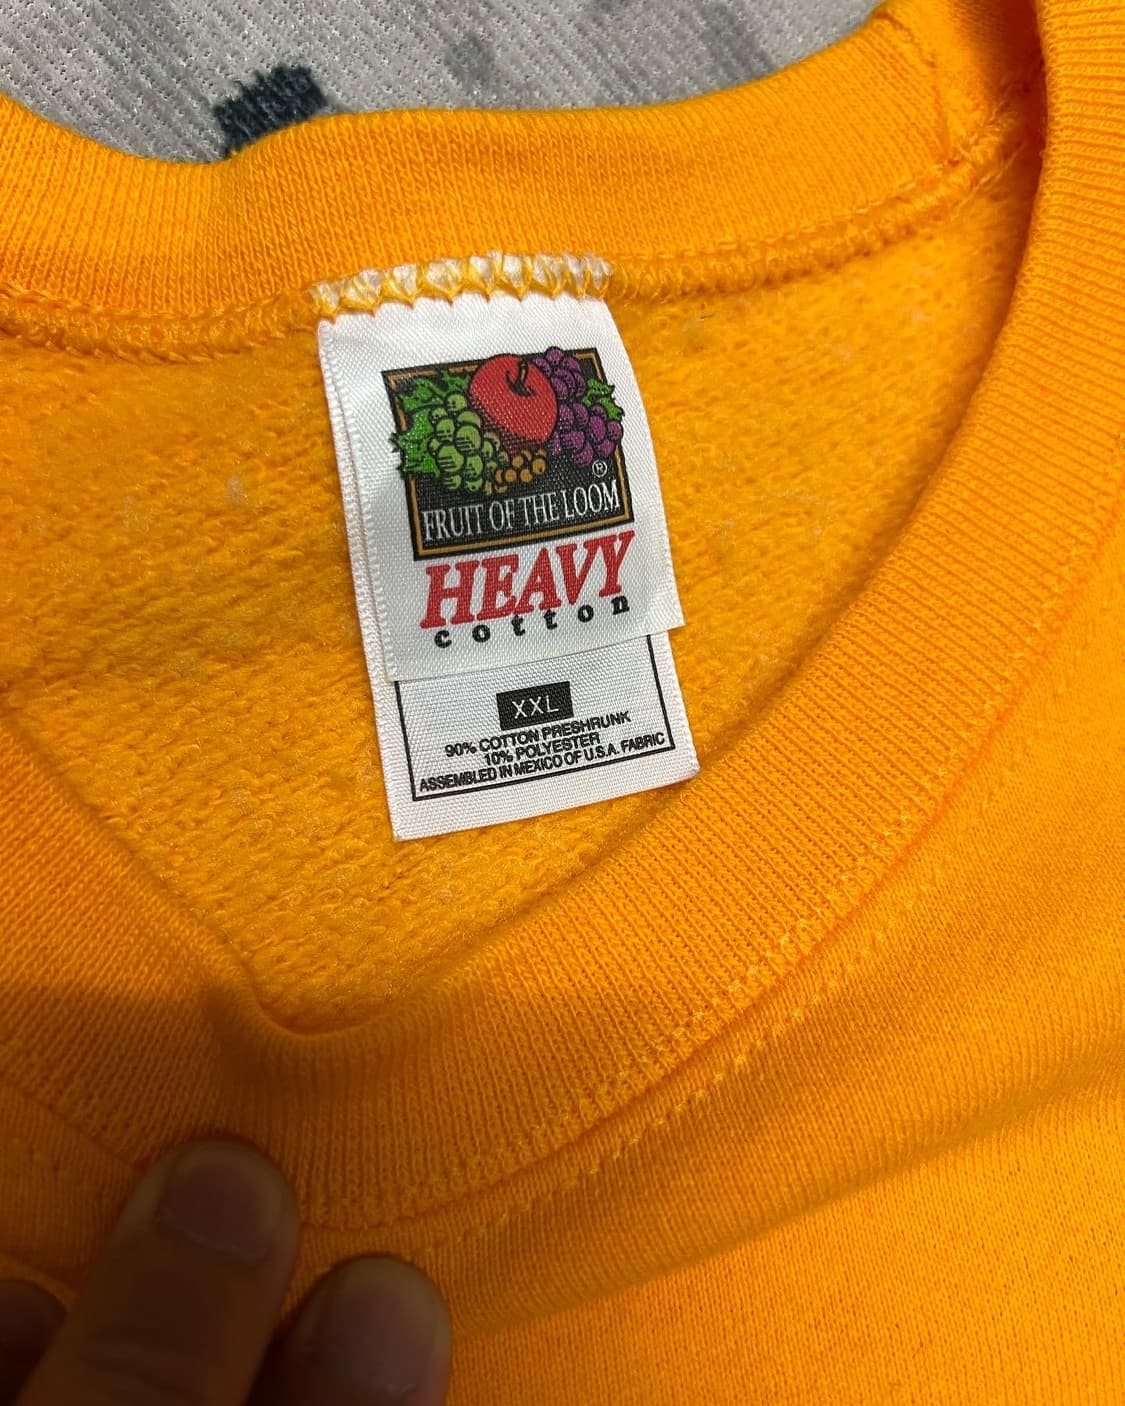 ®
FRUIT OF THE LOOM
HEAVY
cotton
XXL
90% COTTON PRESHRUNK
10% POLYESTER
ASSEMBLED IN MEXICO OF U.S.A. FABRIC